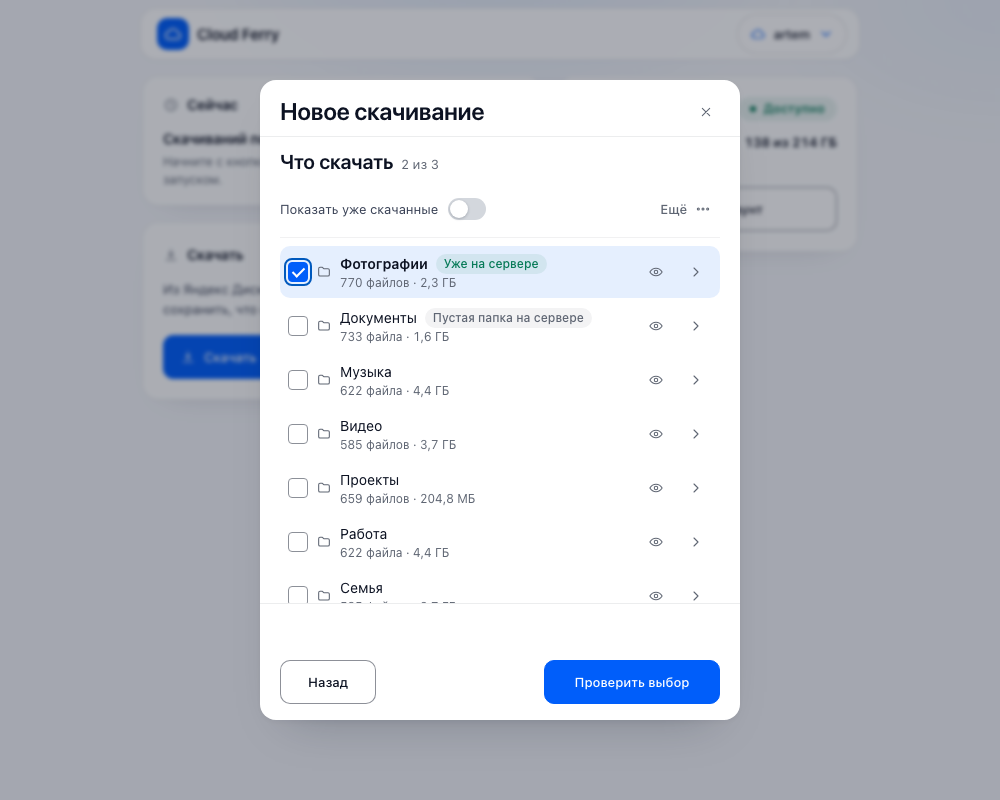 Cloud Ferry
artem
Сейчас
Доступно
138 из 214 ГБ
Скачать
Новое скачивание
Что скачать 2 из 3
Показать уже скачанные
Ещё •••
Фотографии Уже на сервере
770 файлов · 2,3 ГБ
Документы Пустая папка на сервере
733 файла · 1,6 ГБ
Музыка
622 файла · 4,4 ГБ
Видео
585 файлов · 3,7 ГБ
Проекты
659 файлов · 204,8 МБ
Работа
622 файла · 4,4 ГБ
Семья
Назад
Проверить выбор